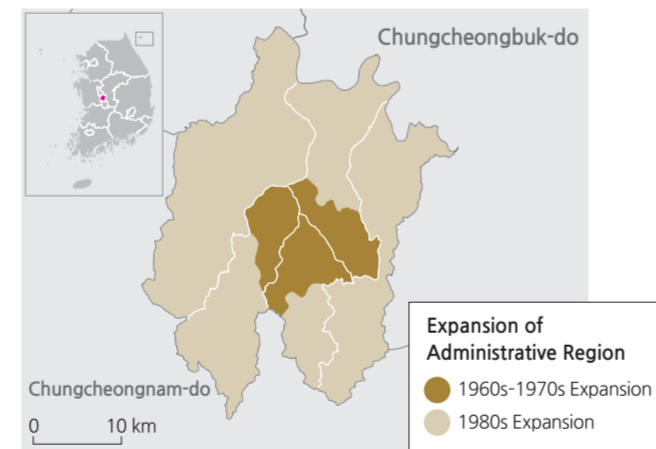 Chungcheongbuk-do
Chungcheongnam-do
0 10 km
Expansion of
Administrative Region
1960s-1970s Expansion
1980s Expansion